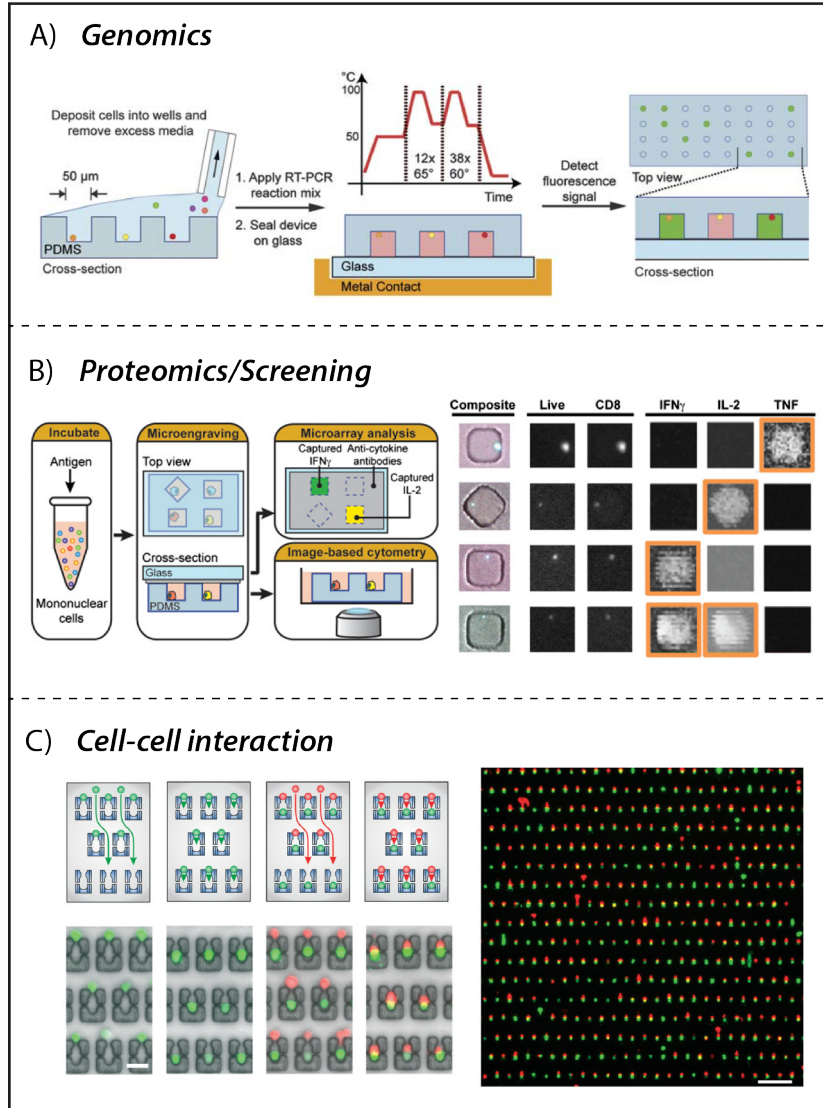 A) Genomics
Deposit cells into wells and
remove excess media
50 μm
PDMS
Cross-section
1. Apply RT-PCR
reaction mix
2. Seal device
on glass
°C
100
50
12x
65°
38x
60°
Time
Glass
Metal Contact
Detect
fluorescence
signal
Top view
Cross-section
B) Proteomics/Screening
Incubate
Antigen
Mononuclear
cells
Microengraving
Top view
Cross-section
Glass
PDMS
Microarray analysis
Captured
IFNγ
Anti-cytokine
antibodies
Captured
IL-2
Image-based cytometry
Composite
Live
CD8
IFNγ
IL-2
TNF
C) Cell-cell interaction